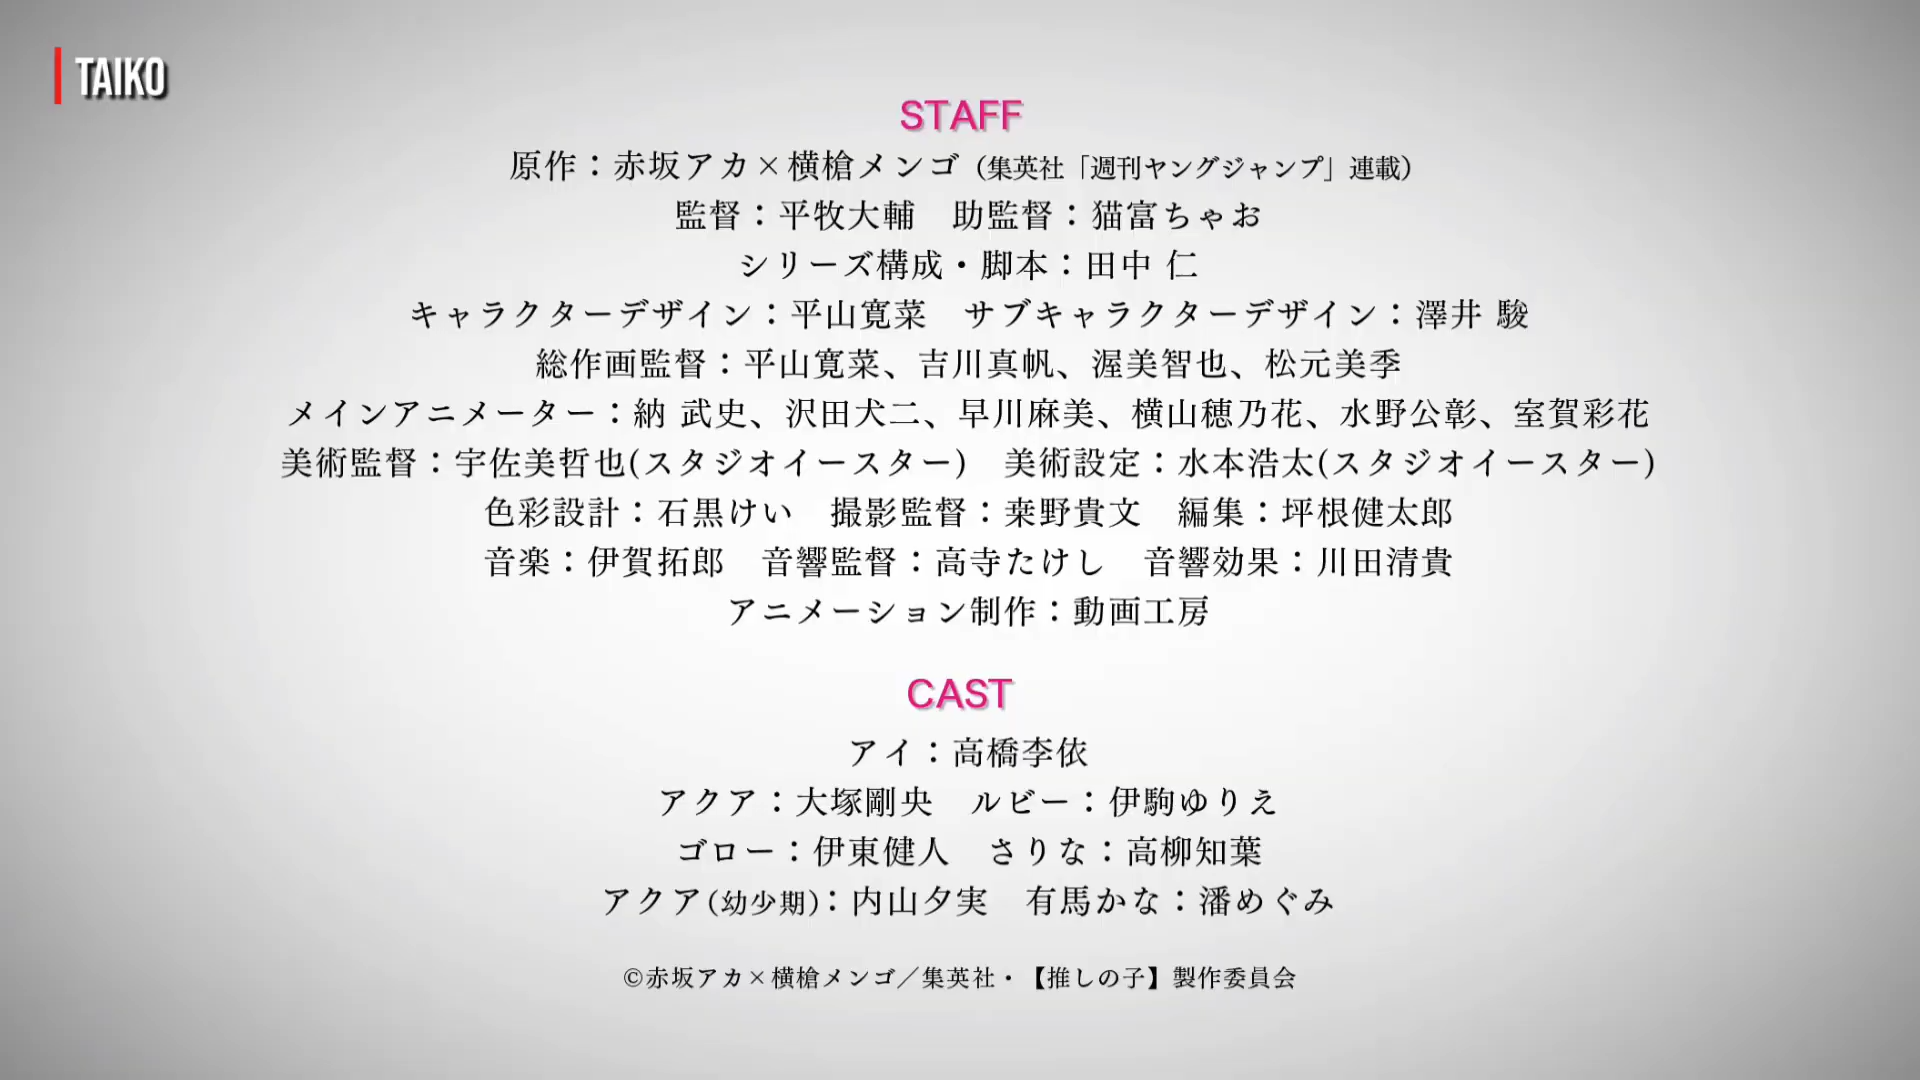 TAIKO
STAFF
原作：赤坂アカ×横槍メンゴ（集英社「週刊ヤングジャンプ」連載）
監督：平牧大輔　助監督：猫富ちゃお
シリーズ構成・脚本：田中 仁
キャラクターデザイン：平山寛菜　サブキャラクターデザイン：澤井 駿
総作画監督：平山寛菜、吉川真帆、渥美智也、松元美季
メインアニメーター：納 武史、沢田犬二、早川麻美、横山穂乃花、水野公彰、室賀彩花
美術監督：宇佐美哲也(スタジオイースター)　美術設定：水本浩太(スタジオイースター)
色彩設計：石黒けい　撮影監督：桒野貴文　編集：坪根健太郎
音楽：伊賀拓郎　音響監督：高寺たけし　音響効果：川田清貴
アニメーション制作：動画工房
CAST
アイ：高橋李依
アクア：大塚剛央　ルビー：伊駒ゆりえ
ゴロー：伊東健人　さりな：高柳知葉
アクア(幼少期)：内山夕実　有馬かな：潘めぐみ
©赤坂アカ×横槍メンゴ／集英社・【推しの子】製作委員会